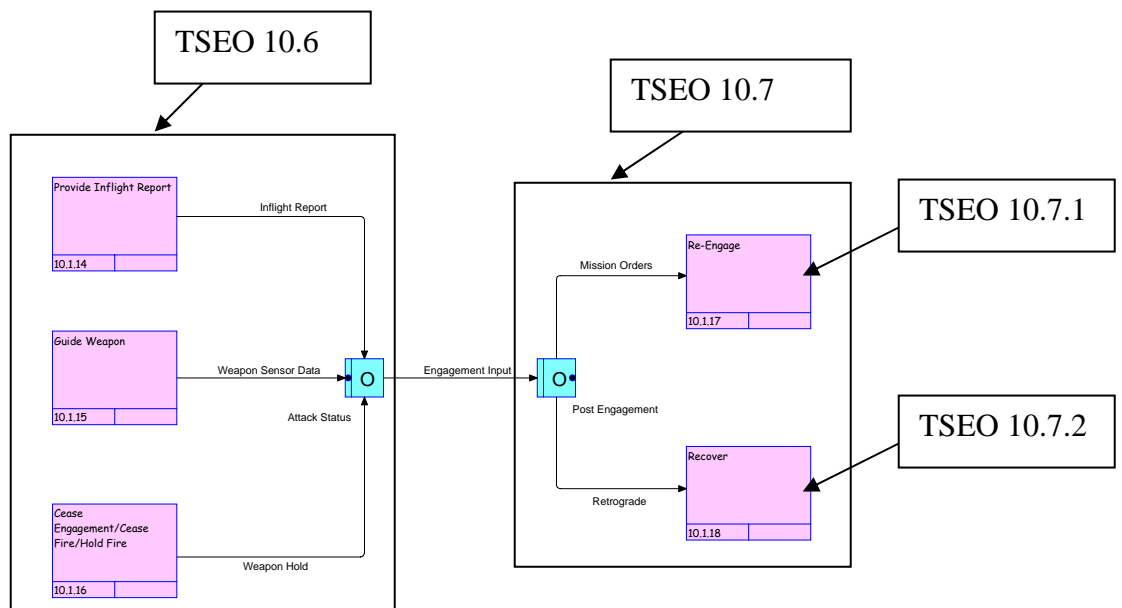 TSEO 10.6
TSEO 10.7
TSEO 10.7.1
TSEO 10.7.2
Provide Inflight Report
10.1.14
Inflight Report
Guide Weapon
10.1.15
Weapon Sensor Data
O
Attack Status
Cease
Engagement/Cease
Fire/Hold Fire
10.1.16
Weapon Hold
Engagement Input
O
Post Engagement
Mission Orders
Re-Engage
10.1.17
Retrograde
Recover
10.1.18